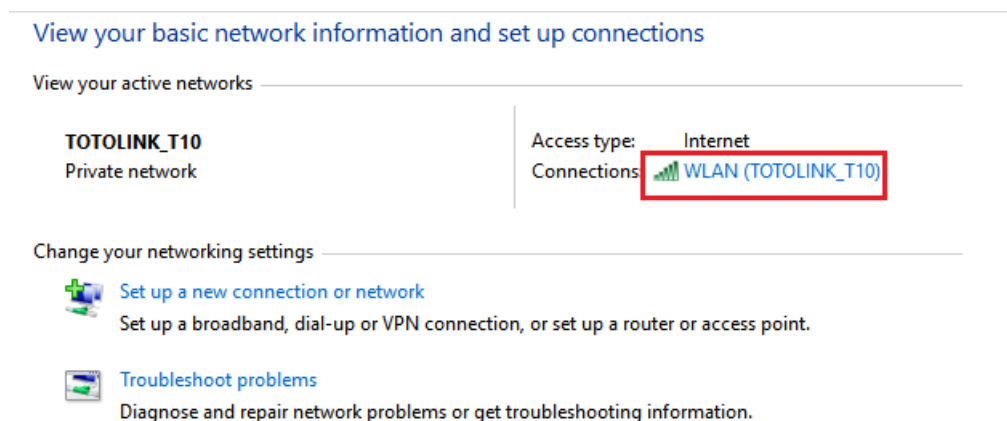 View your basic network information and set up connections
View your active networks
TOTOLINK_T10
Private network
Access type: Internet
Connections: WLAN (TOTOLINK_T10)
Change your networking settings
Set up a new connection or network
Set up a broadband, dial-up or VPN connection, or set up a router or access point.
Troubleshoot problems
Diagnose and repair network problems or get troubleshooting information.